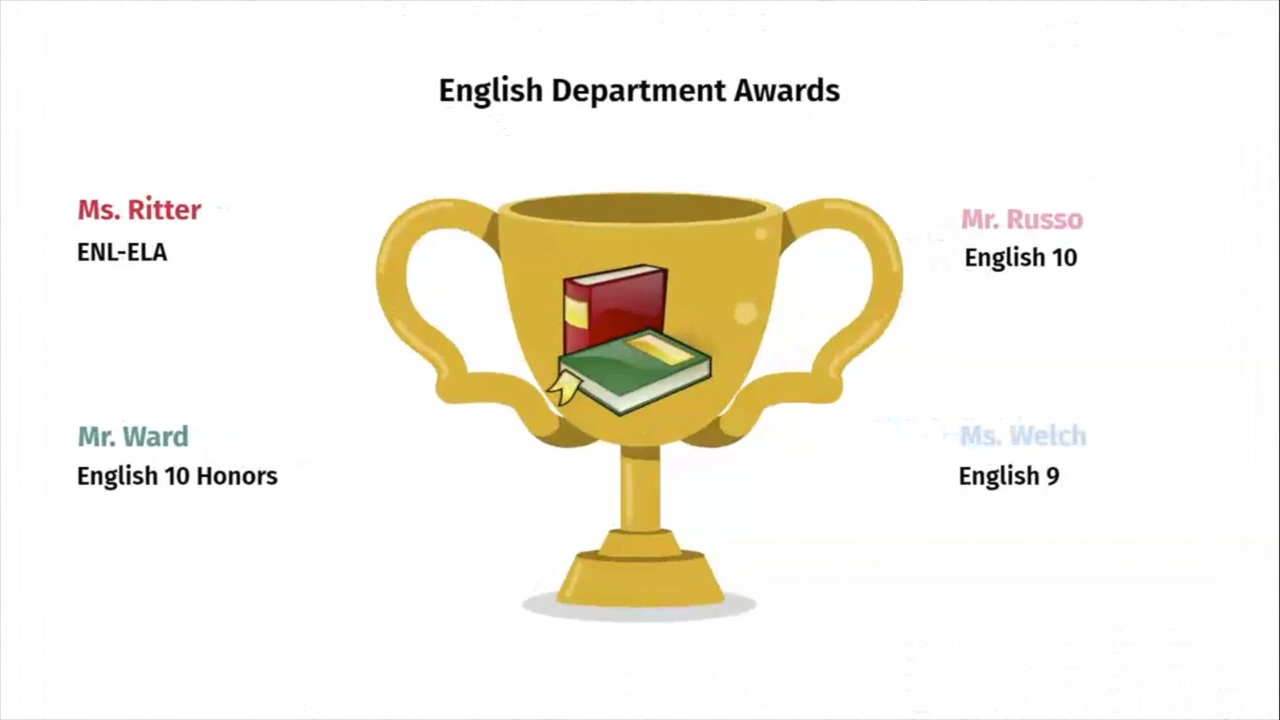 English Department Awards
Ms. Ritter
ENL-ELA
Mr. Russo
English 10
Mr. Ward
English 10 Honors
Ms. Welch
English 9